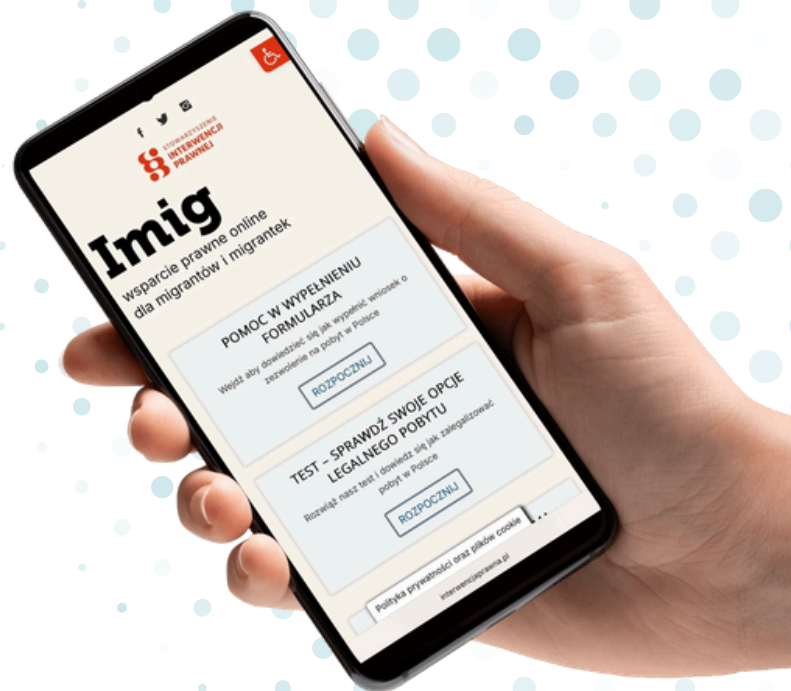 STOWARZYSZENIE
INTERWENCJI
PRAWNEJ
Imig
wsparcie prawne online
dla migrantów i migrantek
POMOC W WYPEŁNIENIU
FORMULARZA
Wejdź aby dowiedzieć się jak wypełnić wniosek o
zezwolenie na pobyt w Polsce
ROZPOCZNIJ
TEST – SPRAWDŹ SWOJE OPCJE
LEGALNEGO POBYTU
Rozwiąż nasz test i dowiedz się jak zalegalizować
pobyt w Polsce
ROZPOCZNIJ
Polityka prywatności oraz plików cookie
interwencjaprawna.pl